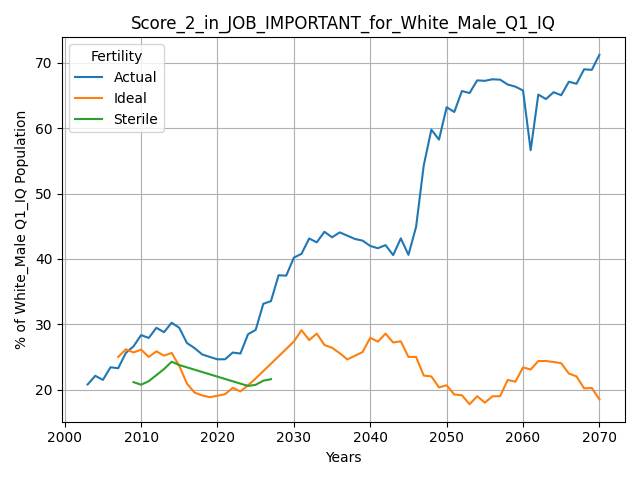 Score_2_in_JOB_IMPORTANT_for_White_Male_Q1_IQ
Fertility
Actual
Ideal
Sterile
% of White_Male Q1_IQ Population
70
60
50
40
30
20
2000 2010 2020 2030 2040 2050 2060 2070
Years